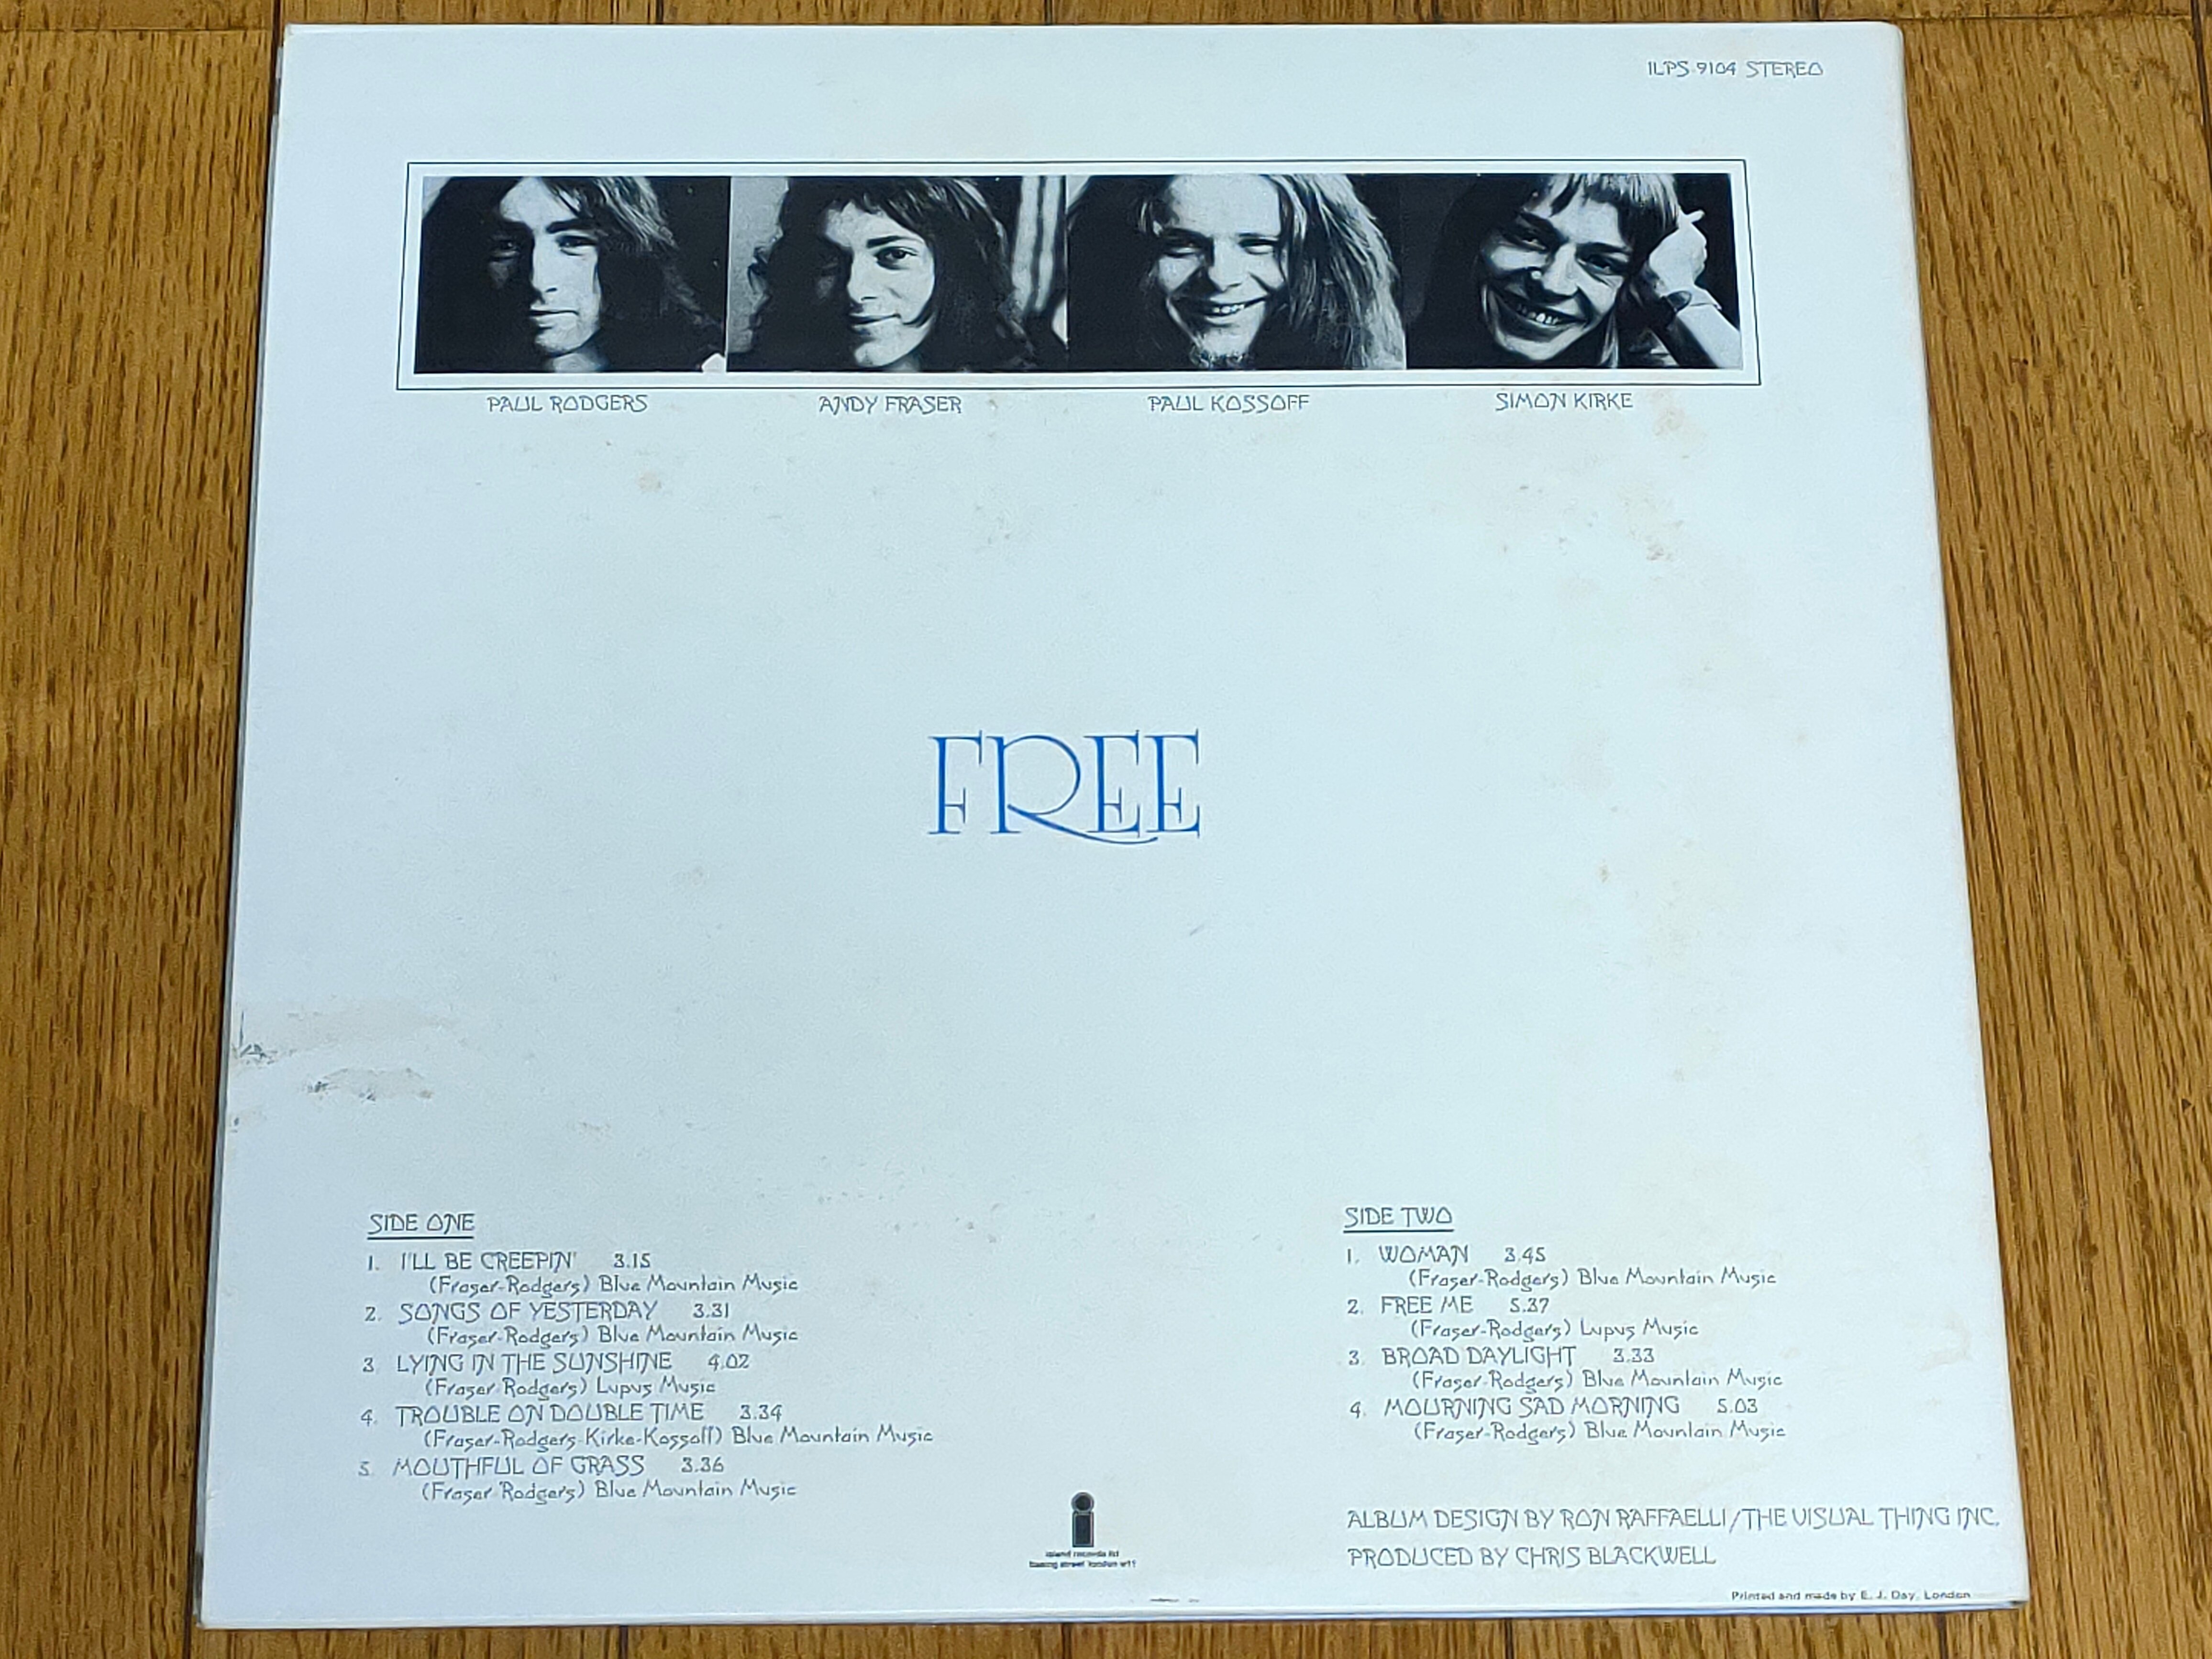 ILPS 9104 STEREO
PAUL RODGERS ANDY FRASER PAUL KOSSOFF SIMON KIRKE
FREE
SIDE ONE
1. I'LL BE CREEPIN' 3.15
(Fraser-Rodgers) Blue Mountain Music
2. SONGS OF YESTERDAY 3.31
(Fraser-Rodgers) Blue Mountain Music
3. LYING IN THE SUNSHINE 4.02
(Fraser-Rodgers) Lupus Music
4. TROUBLE ON DOUBLE TIME 3.34
(Fraser-Rodgers-Kirke-Kossoff) Blue Mountain Music
5. MOUTHFUL OF GRASS 3.36
(Fraser-Rodgers) Blue Mountain Music
SIDE TWO
1. WOMAN 3.45
(Fraser-Rodgers) Blue Mountain Music
2. FREE ME 5.37
(Fraser-Rodgers) Lupus Music
3. BROAD DAYLIGHT 3.33
(Fraser-Rodgers) Blue Mountain Music
4. MOURNING SAD MORNING 5.03
(Fraser-Rodgers) Blue Mountain Music
island records ltd
basing street london w11
ALBUM DESIGN BY RON RAFFAELLI/THE VISUAL THING INC.
PRODUCED BY CHRIS BLACKWELL
Printed and made by E. J. Day, London